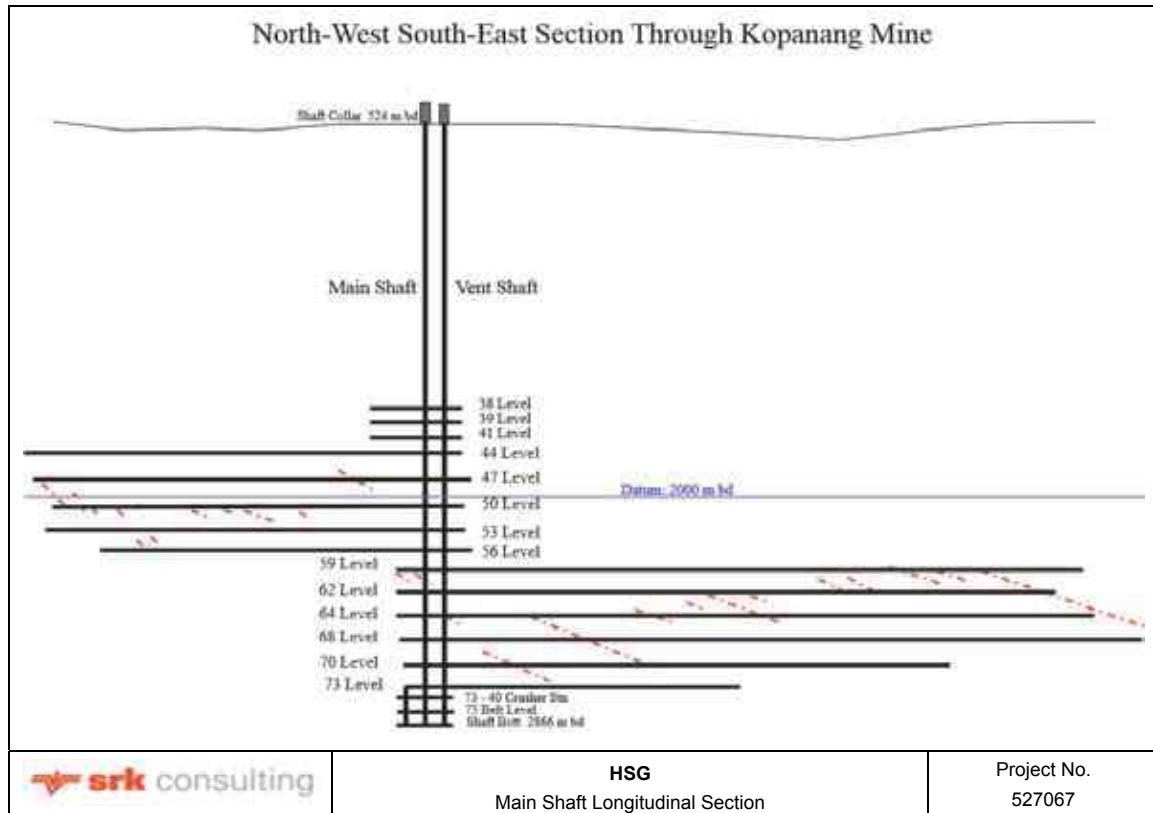 North-West South-East Section Through Kopanang Mine
Shaft Collar 524 m bd
Main Shaft
Vent Shaft
38 Level
39 Level
41 Level
44 Level
47 Level
Datum: 2000 m bd
50 Level
53 Level
56 Level
59 Level
62 Level
64 Level
68 Level
70 Level
73 Level
73 - 40 Crusher Stn
75 Belt Level
Shaft Bott 2866 m bd
srk consulting
HSG
Main Shaft Longitudinal Section
Project No.
527067